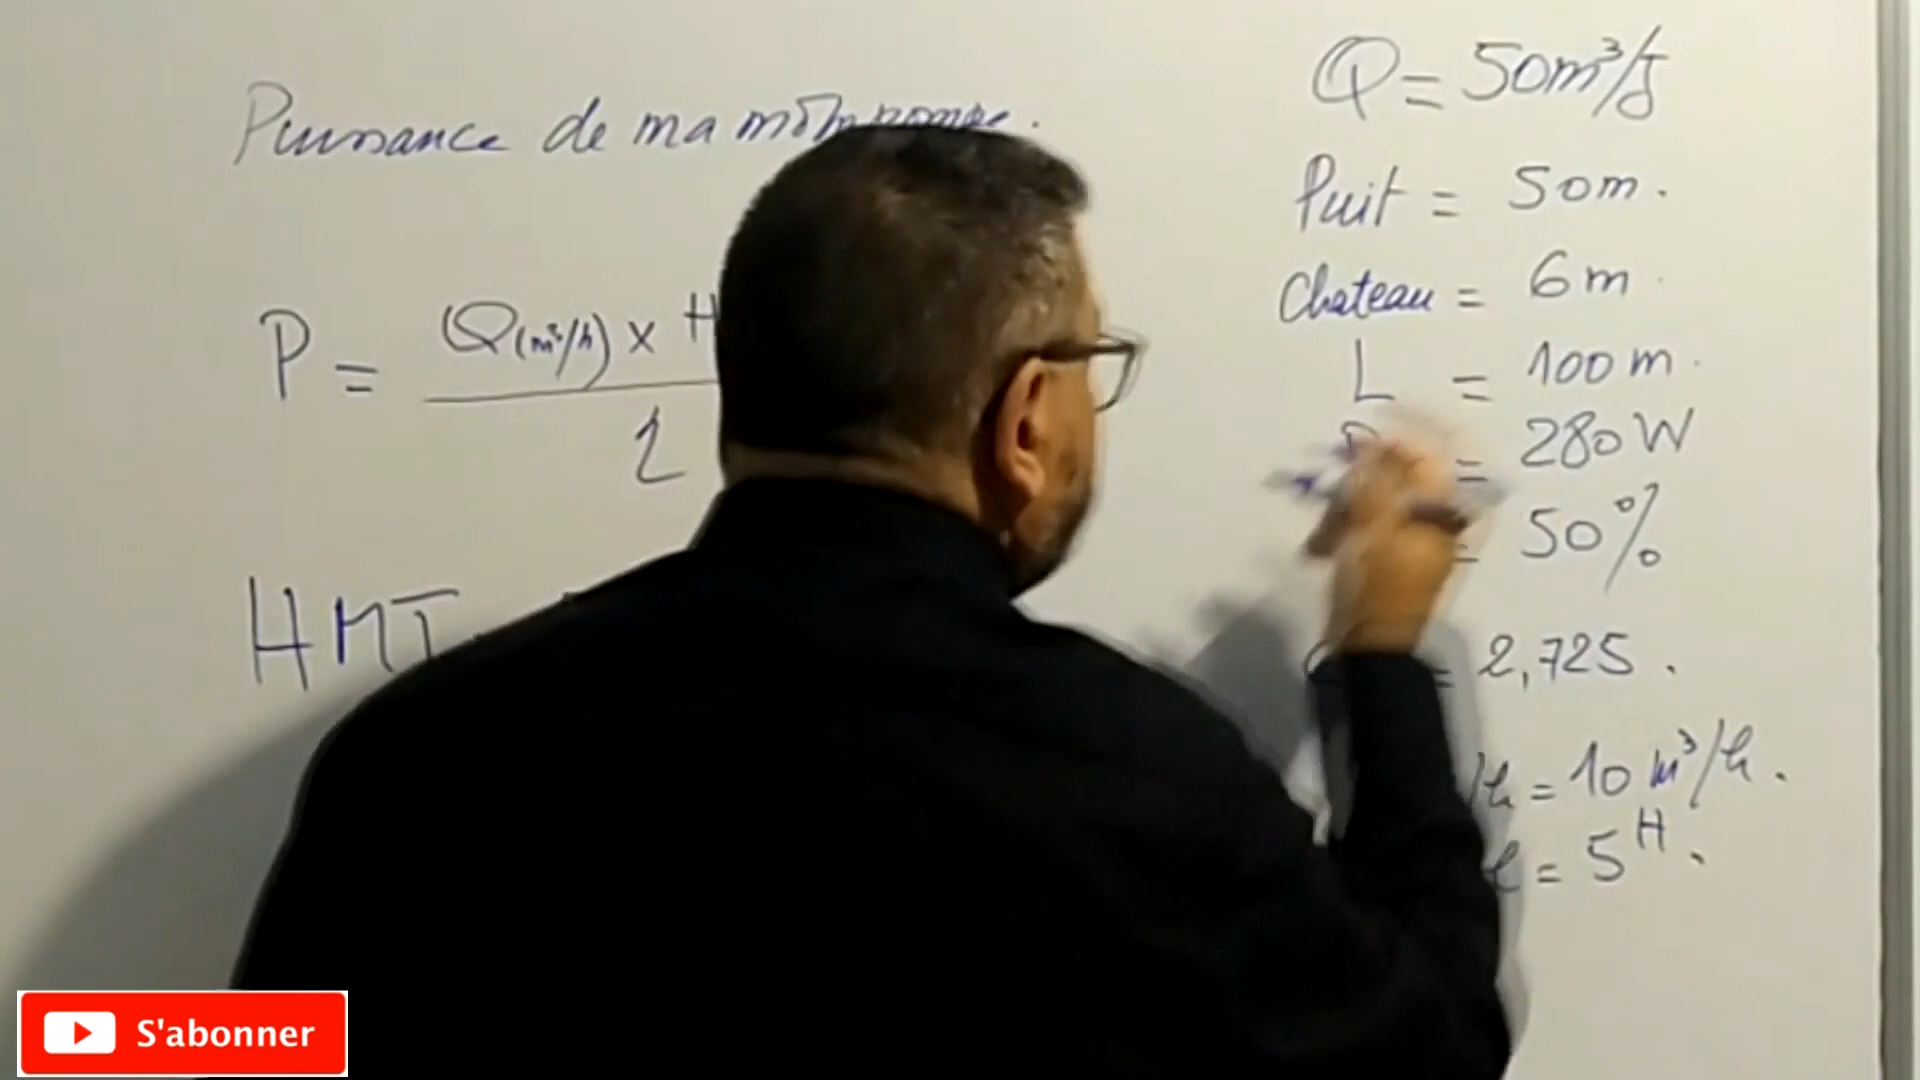 Puissance de ma
Q = 50m³/J
Puit = 50m.
Chateau = 6m.
P = Q(m³/h) x H
η
L = 100m.
= 280W
= 50%
HMT
= 2,725.
/h = 10 m³/h.
= 5H.
S'abonner